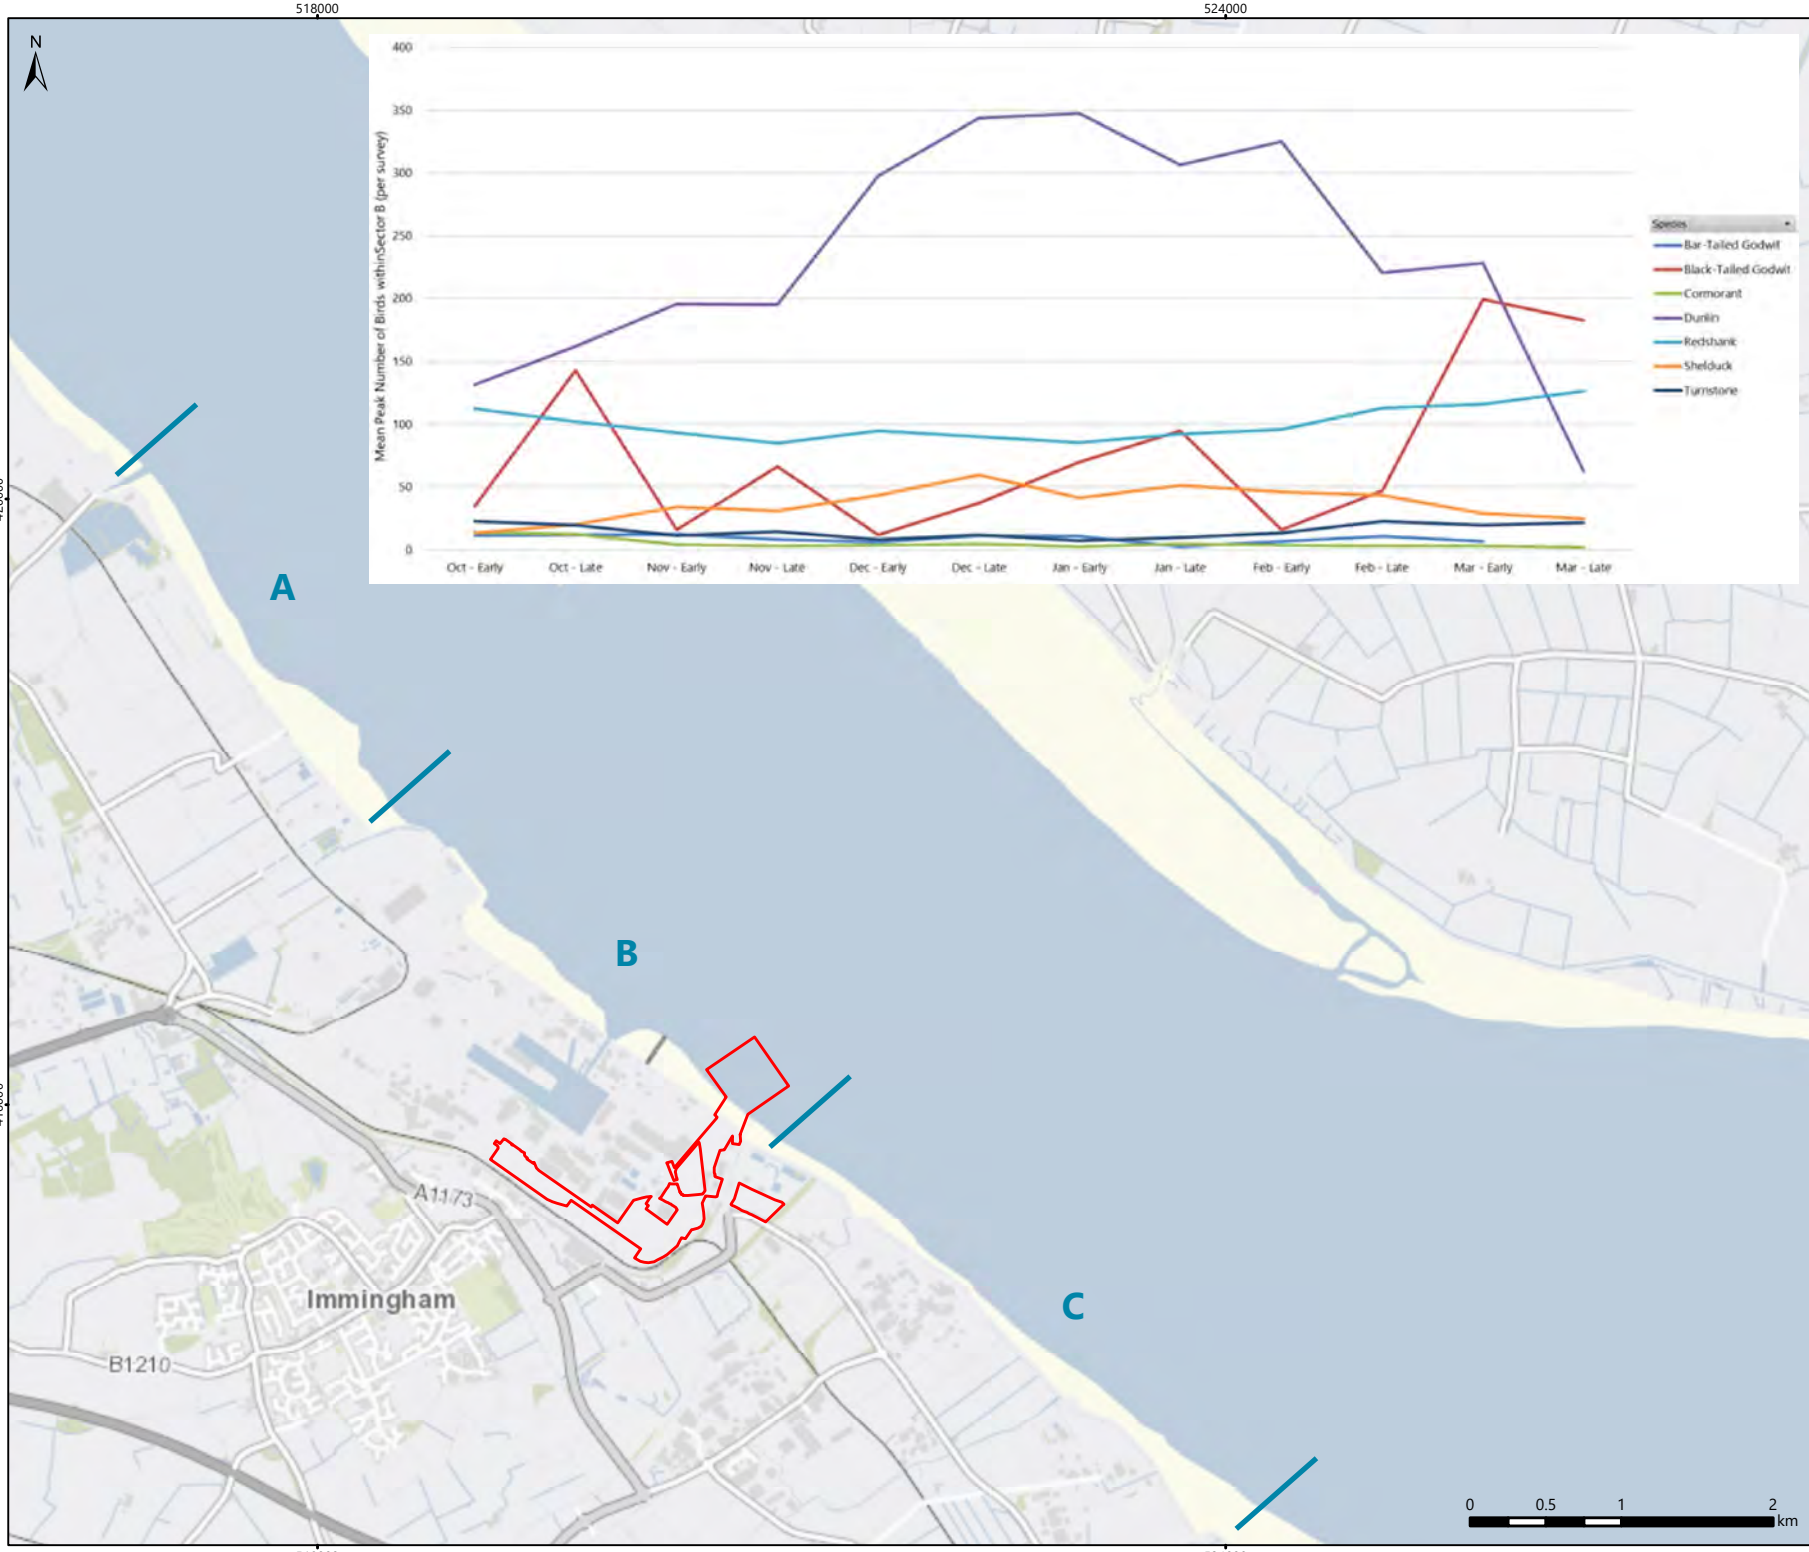 518000
524000
N
400
350
300
250
200
150
100
50
0
Mean Peak Number of Birds withinSector B (per survey)
Oct - Early
Oct - Late
Nov - Early
Nov - Late
Dec - Early
Dec - Late
Jan - Early
Jan - Late
Feb - Early
Feb - Late
Mar - Early
Mar - Late
Species
Bar-Tailed Godwit
Black-Tailed Godwit
Cormorant
Dunlin
Redshank
Shelduck
Turnstone
A
B
C
A1173
Immingham
B1210
0 0.5 1 2
km